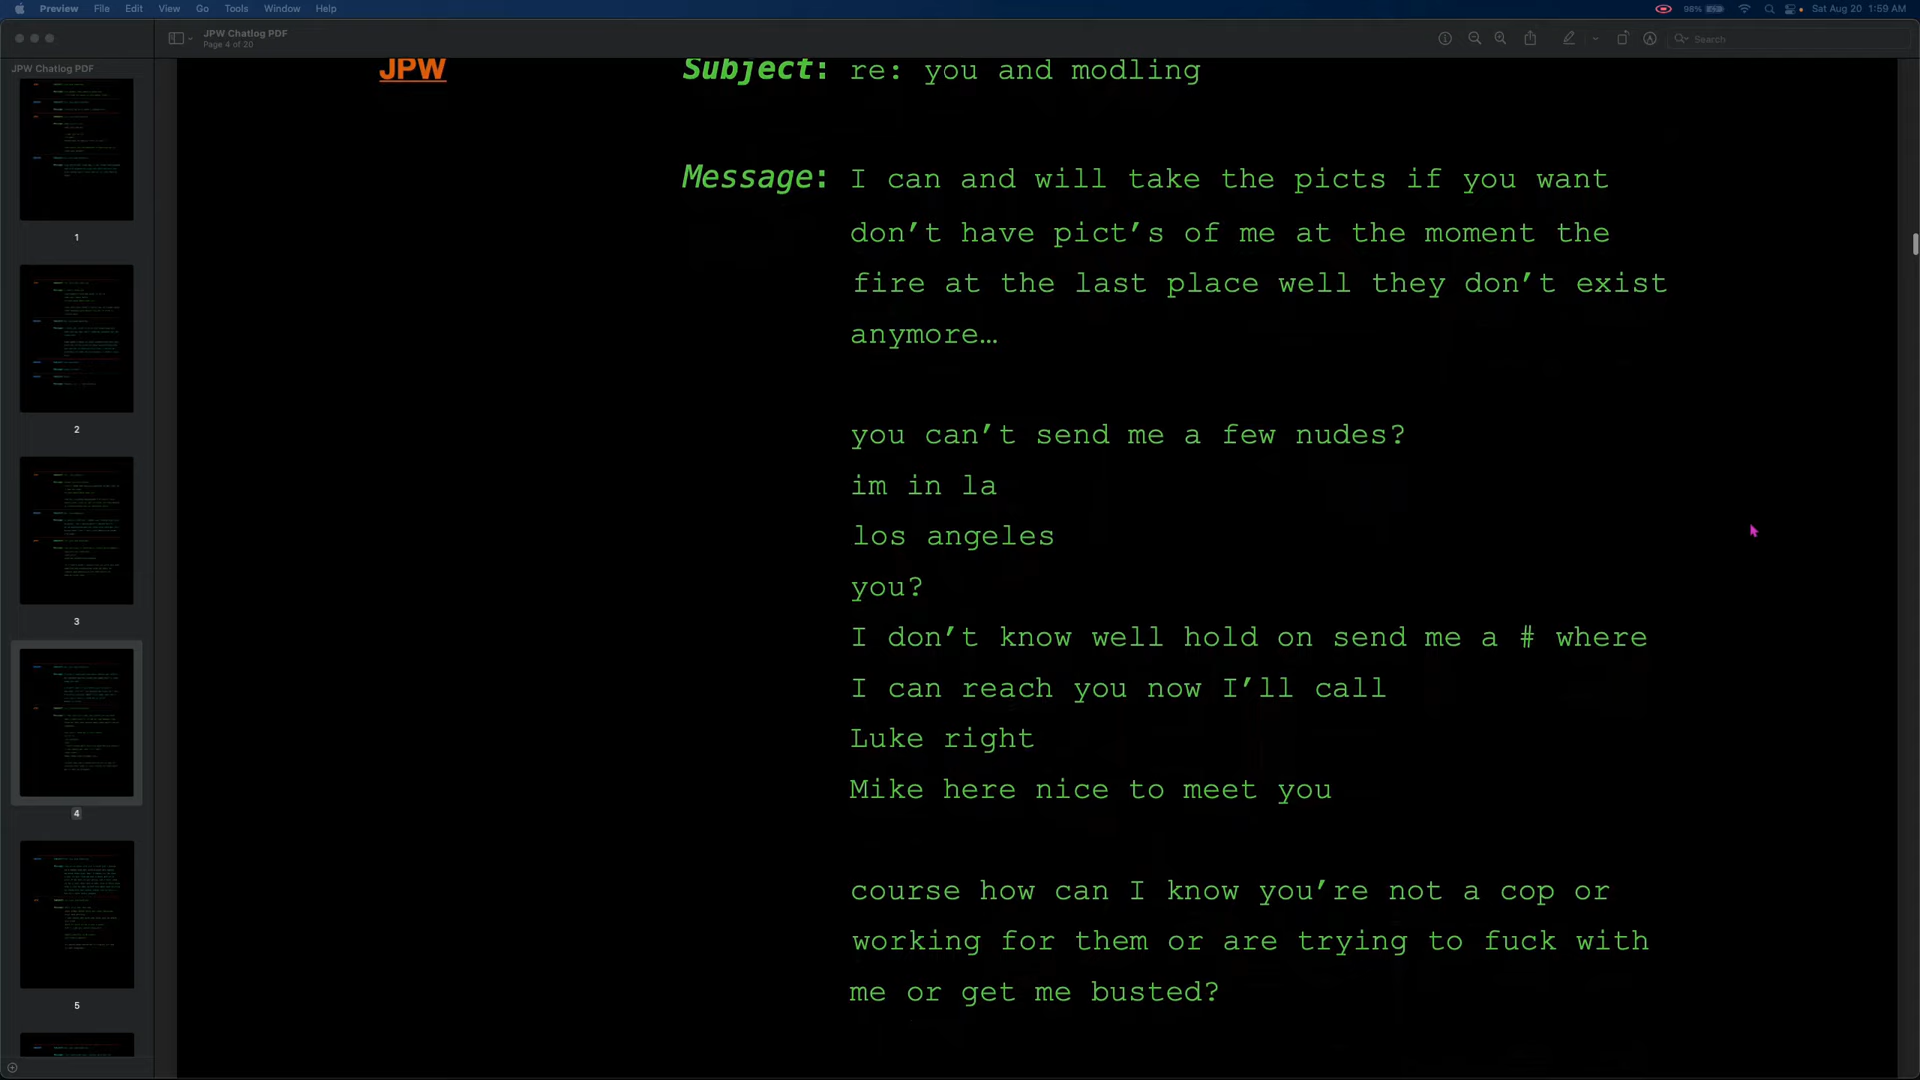 Preview File Edit View Go Tools Window Help 98% Sat Aug 20 1:59 AM
JPW Chatlog PDF
Page 4 of 20
Search
JPW Chatlog PDF
1
2
3
4
5
JPW Subject: re: you and modling
Message: I can and will take the picts if you want
don’t have pict’s of me at the moment the
fire at the last place well they don’t exist
anymore…
you can’t send me a few nudes?
im in la
los angeles
you?
I don’t know well hold on send me a # where
I can reach you now I’ll call
Luke right
Mike here nice to meet you
course how can I know you’re not a cop or
working for them or are trying to fuck with
me or get me busted?